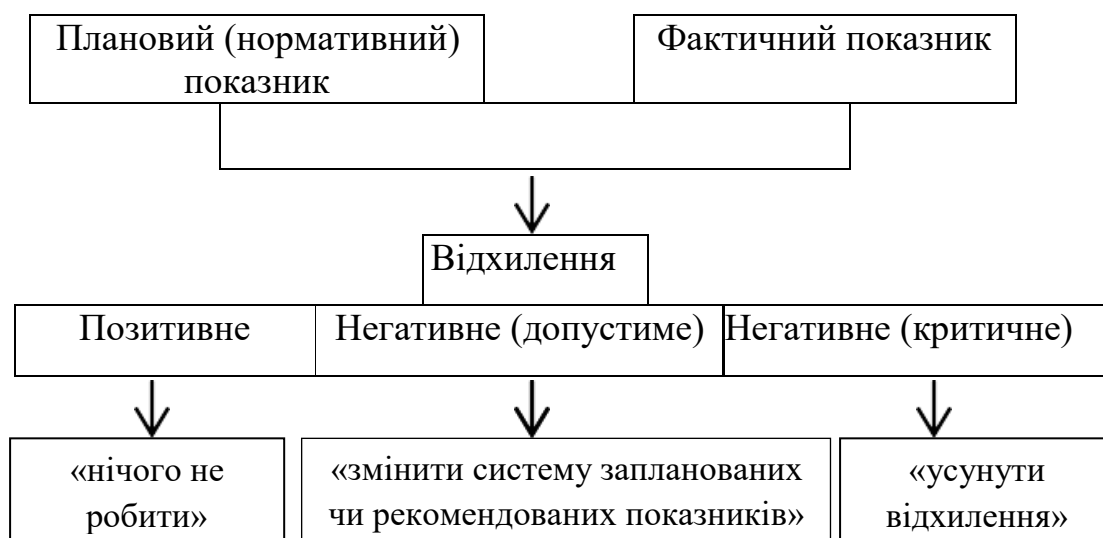 Плановий (нормативний)
показник
Фактичний показник
Відхилення
Позитивне
Негативне (допустиме)
Негативне (критичне)
«нічого не
робити»
«змінити систему запланованих
чи рекомендованих показників»
«усунути
відхилення»